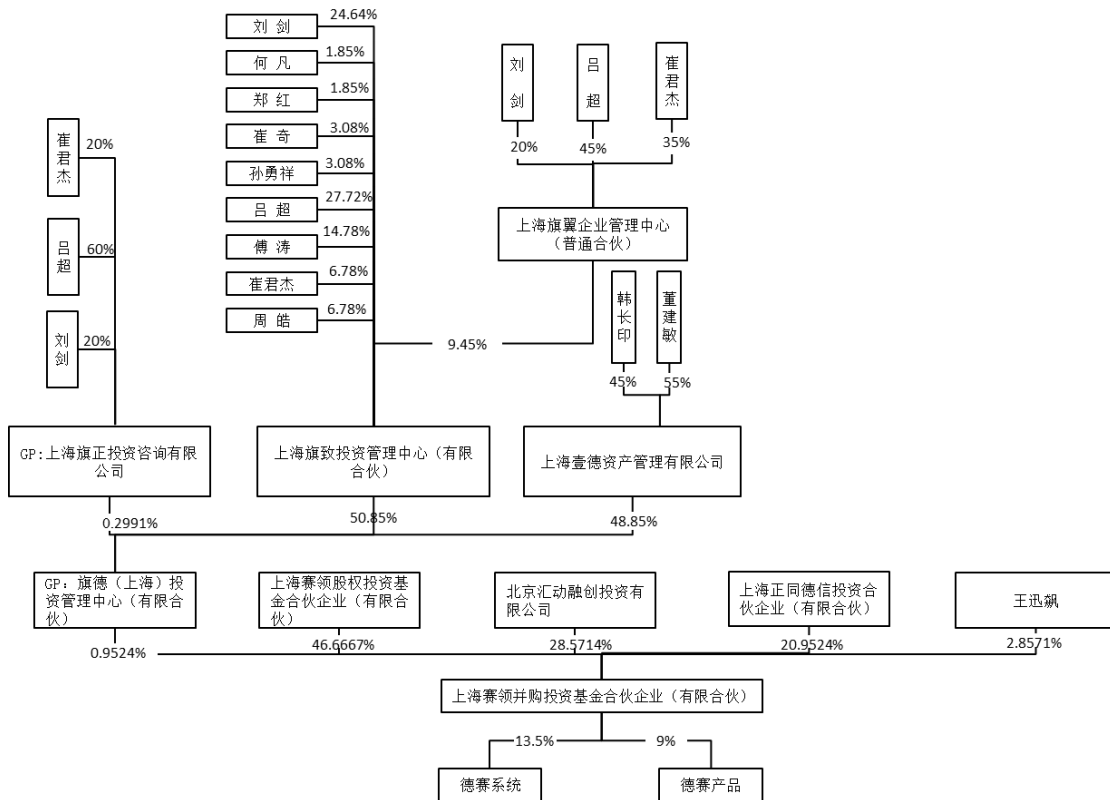 刘 剑
24.64%
何 凡
1.85%
郑 红
1.85%
崔 奇
3.08%
孙勇祥
3.08%
吕 超
27.72%
傅 涛
14.78%
崔君杰
6.78%
周 皓
6.78%
刘剑
20%
吕超
45%
崔君杰
35%
上海旗翼企业管理中心
（普通合伙）
9.45%
崔君杰
20%
吕超
60%
刘剑
20%
韩长印
45%
董建敏
55%
GP:上海旗正投资咨询有限
公司
上海旗致投资管理中心（有限
合伙）
上海壹德资产管理有限公司
0.2991%
50.85%
48.85%
GP：旗德（上海）投
资管理中心（有限合
伙）
上海赛领股权投资基
金合伙企业（有限合
伙）
北京汇动融创投资有
限公司
上海正同德信投资合
伙企业（有限合伙）
王迅飙
0.9524%
46.6667%
28.5714%
20.9524%
2.8571%
上海赛领并购投资基金合伙企业（有限合伙）
13.5%
9%
德赛系统
德赛产品